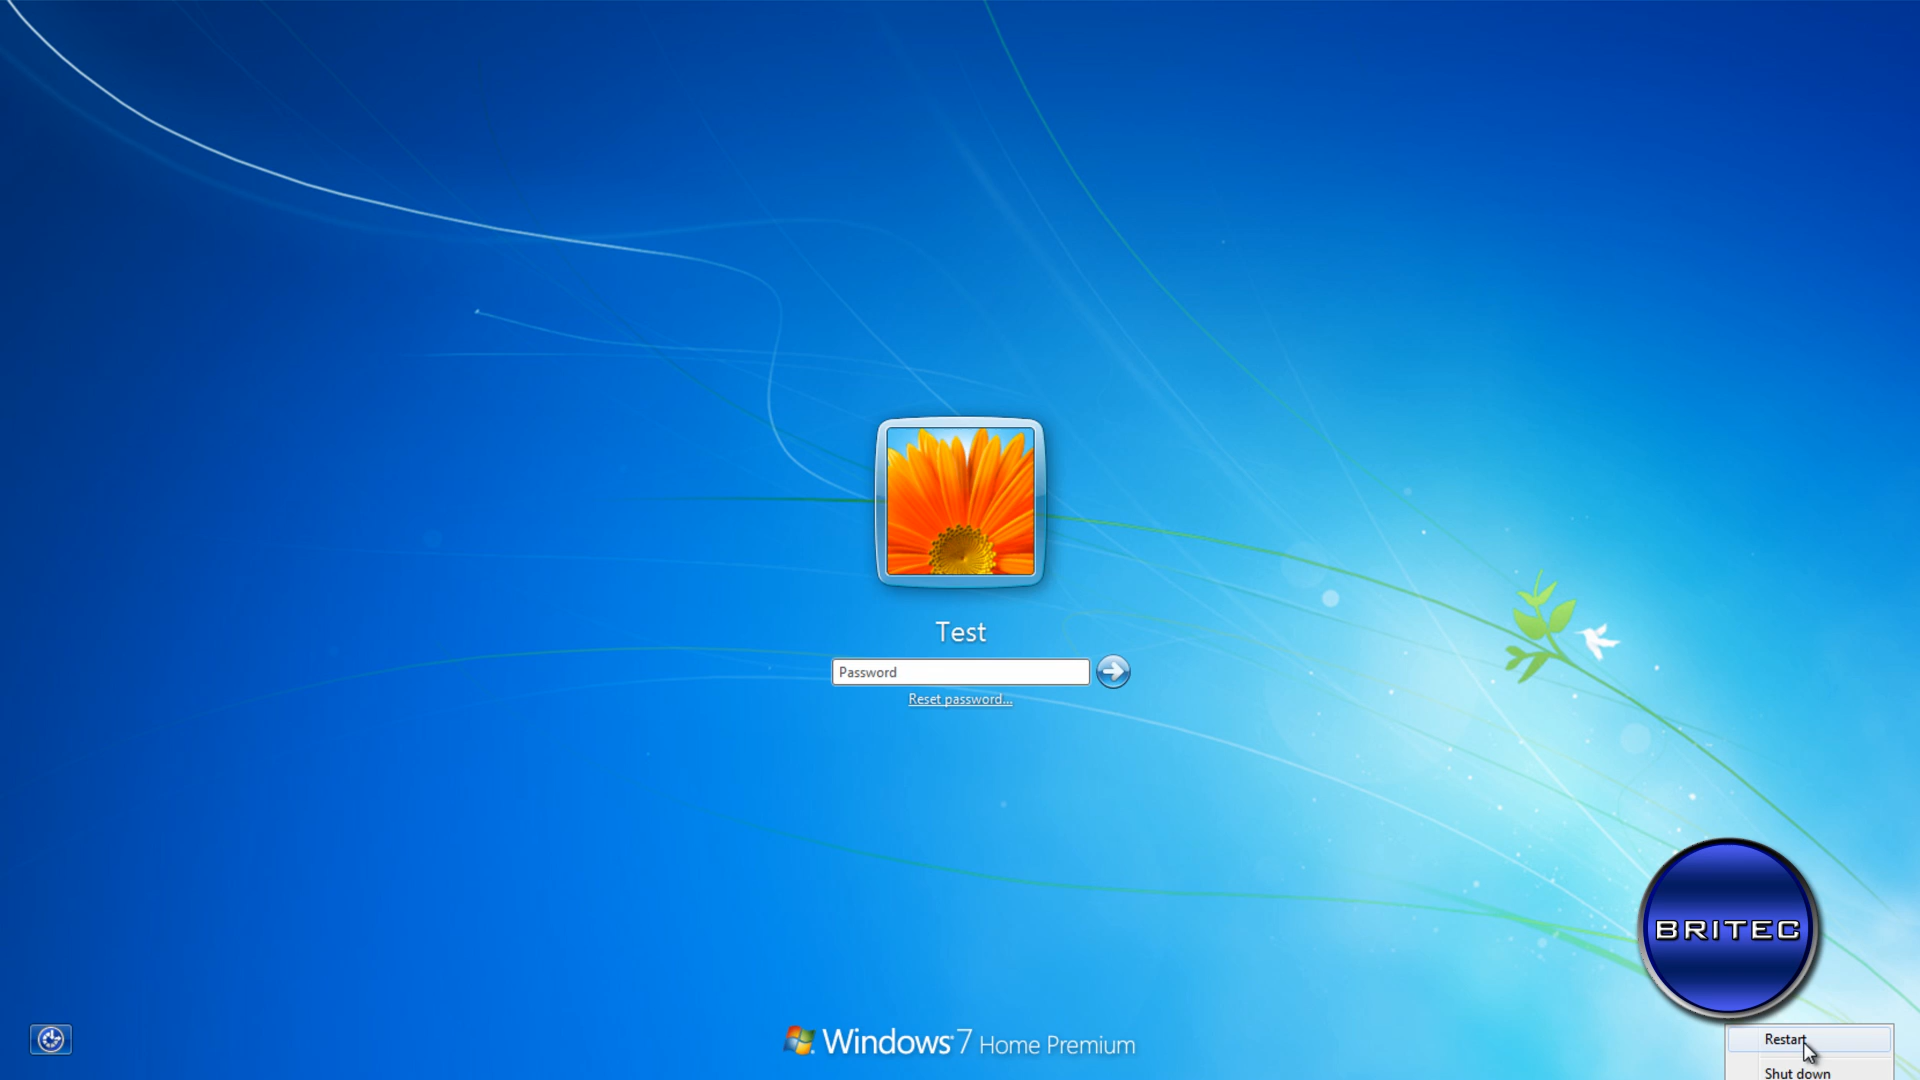 Test
Password
Reset password...
BRITEC
Windows 7 Home Premium
Restart
Shut down